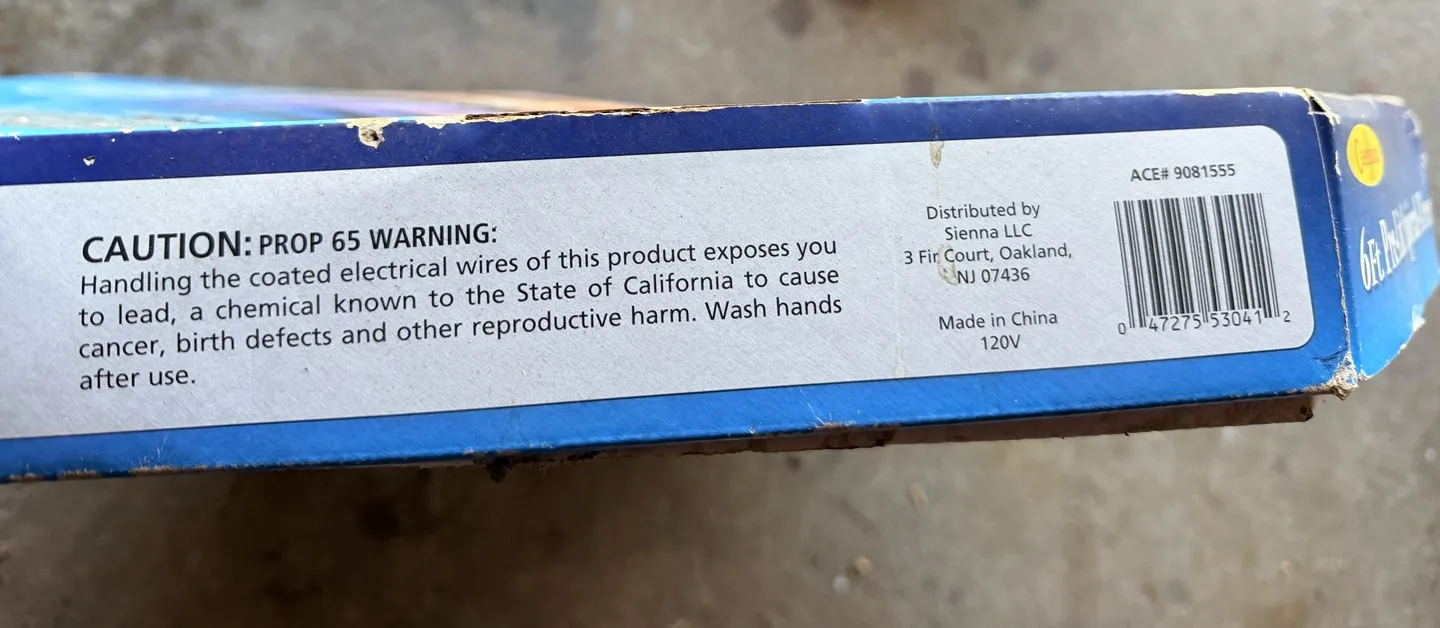 CAUTION: PROP 65 WARNING:
Handling the coated electrical wires of this product exposes you
to lead, a chemical known to the State of California to cause
cancer, birth defects and other reproductive harm. Wash hands
after use.
Distributed by
Sienna LLC
3 Fir Court, Oakland,
NJ 07436
Made in China
120V
ACE# 9081555
0 47275 53041 2
6Ft